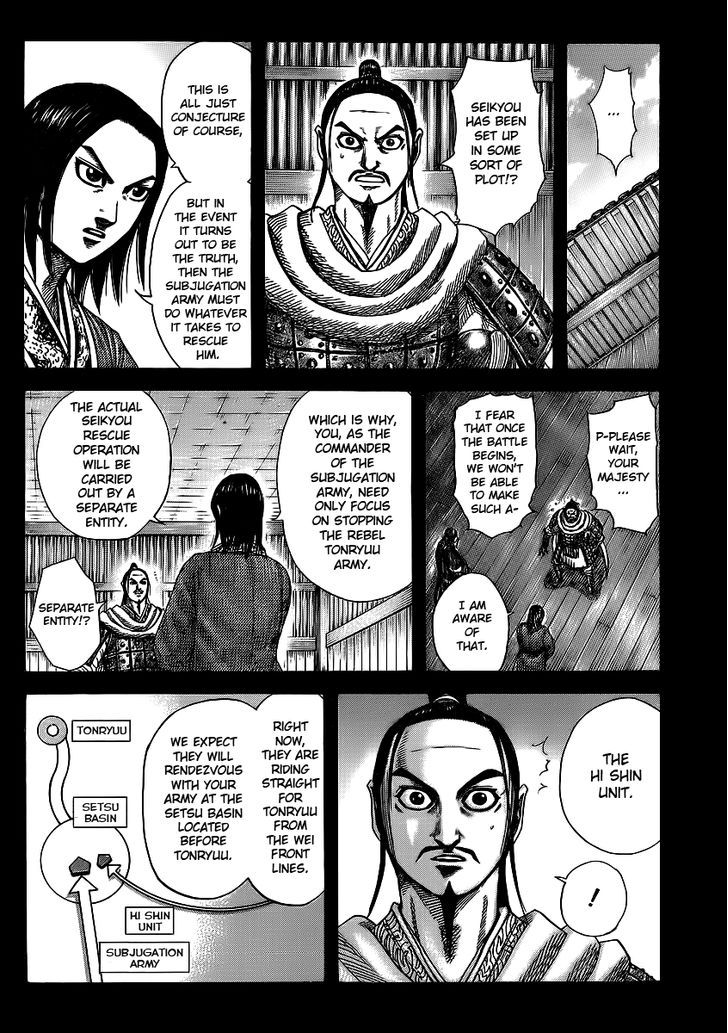 ...
SEIKYOU
HAS BEEN
SET UP
IN SOME
SORT OF
PLOT!?
THIS IS
ALL JUST
CONJECTURE
OF COURSE,
BUT IN
THE EVENT
IT TURNS
OUT TO BE
THE TRUTH,
THEN THE
SUBJUGATION
ARMY MUST
DO WHATEVER
IT TAKES TO
RESCUE
HIM.
P-PLEASE
WAIT,
YOUR
MAJESTY
...
I FEAR
THAT ONCE
THE BATTLE
BEGINS,
WE WON'T
BE ABLE
TO MAKE
SUCH A-
I AM
AWARE
OF THAT.
WHICH IS WHY,
YOU, AS THE
COMMANDER
OF THE
SUBJUGATION
ARMY, NEED
ONLY FOCUS
ON STOPPING
THE REBEL
TONRYUU
ARMY.
THE ACTUAL
SEIKYOU
RESCUE
OPERATION
WILL BE
CARRIED
OUT BY A
SEPARATE
ENTITY.
SEPARATE
ENTITY!?
THE
HI SHIN
UNIT.
!
RIGHT
NOW,
THEY ARE
RIDING
STRAIGHT
FOR
TONRYUU
FROM
THE WEI
FRONT
LINES.
WE EXPECT
THEY WILL
RENDEZVOUS
WITH YOUR
ARMY AT THE
SETSU BASIN
LOCATED
BEFORE
TONRYUU.
TONRYUU
SETSU
BASIN
HI SHIN
UNIT
SUBJUGATION
ARMY